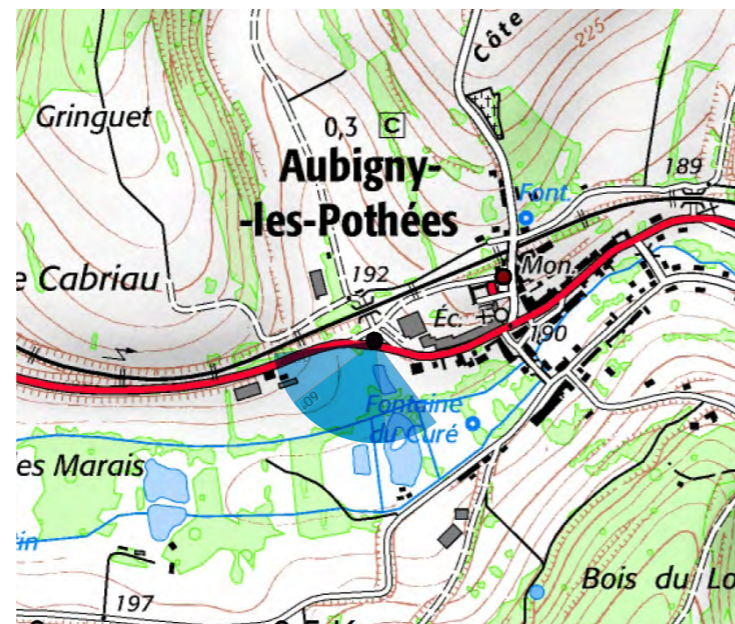 Côte
225
Gringuet
0,3 C
Aubigny-
-les-Pothées
189
Font.
e Cabriau
192
Mon.
Éc.
190
Fontaine
du Curé
es Marais
in
197
Bois du Lo